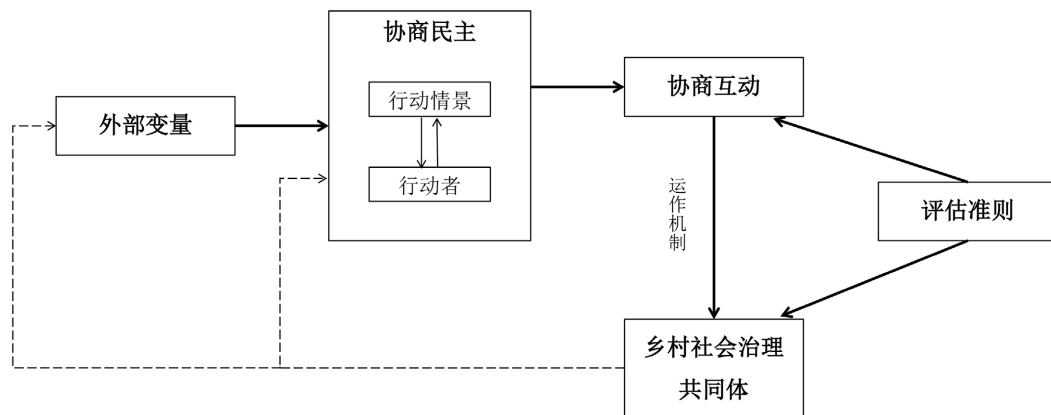 协商民主
行动情景
行动者
外部变量
协商互动
运作机制
评估准则
乡村社会治理
共同体